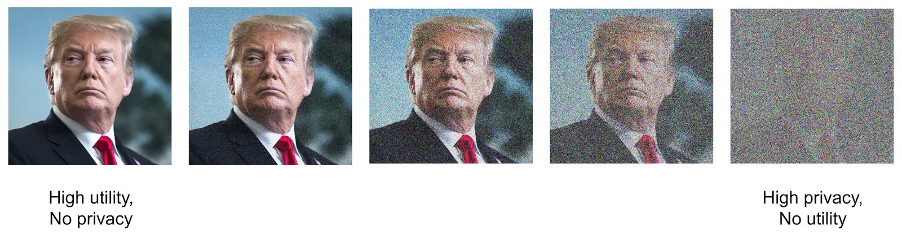 High utility,
No privacy
High privacy,
No utility